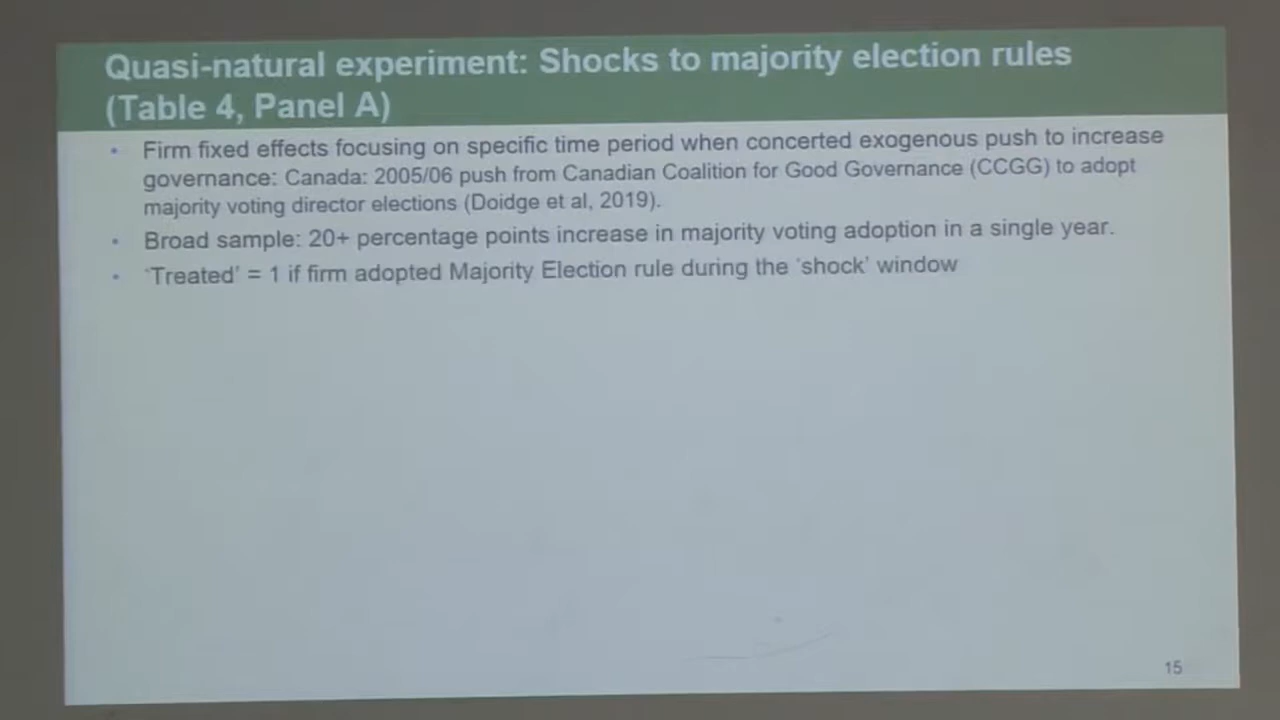 Quasi-natural experiment: Shocks to majority election rules
(Table 4, Panel A)
• Firm fixed effects focusing on specific time period when concerted exogenous push to increase
governance: Canada: 2005/06 push from Canadian Coalition for Good Governance (CCGG) to adopt
majority voting director elections (Doidge et al, 2019).
• Broad sample: 20+ percentage points increase in majority voting adoption in a single year.
• ‘Treated’ = 1 if firm adopted Majority Election rule during the ‘shock’ window
15